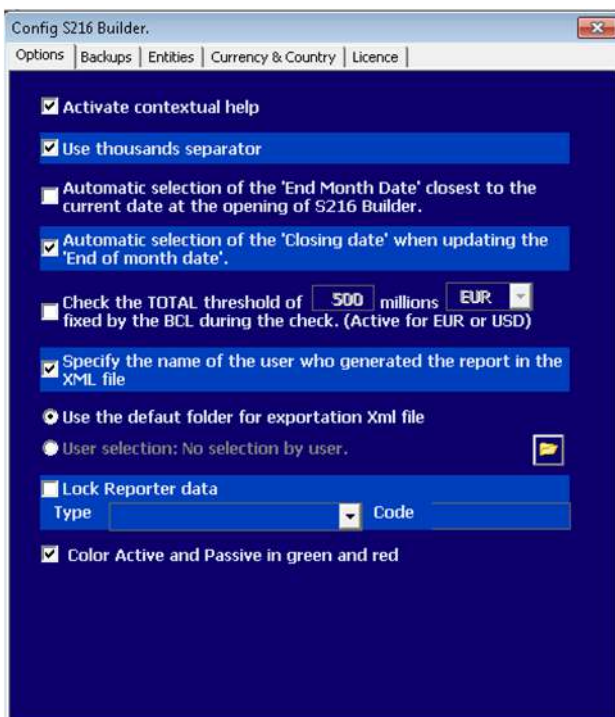 Config S216 Builder.
Options Backups Entities Currency & Country Licence
Activate contextual help
Use thousands separator
Automatic selection of the 'End Month Date' closest to the
current date at the opening of S216 Builder.
Automatic selection of the 'Closing date' when updating the
'End of month date'.
Check the TOTAL threshold of 500 millions EUR
fixed by the BCL during the check. (Active for EUR or USD)
Specify the name of the user who generated the report in the
XML file
Use the defaut folder for exportation Xml file
User selection: No selection by user.
Lock Reporter data
Type Code
Color Active and Passive in green and red